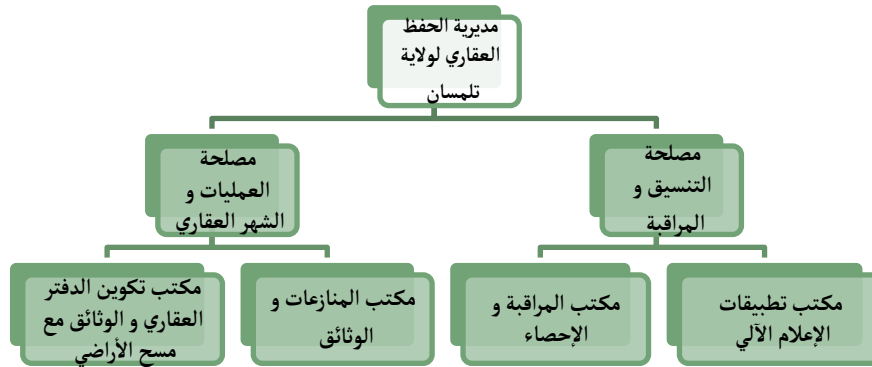 مديرية الحفظ
العقاري لولاية
تلمسان
مصلحة
التنسيق و
المراقبة
مصلحة
العمليات و
الشهر العقاري
مكتب تطبيقات
الإعلام الآلي
مكتب المراقبة و
الإحصاء
مكتب المنازعات و
الوثائق
مكتب تكوين الدفتر
العقاري و الوثائق مع
مسح الأراضي